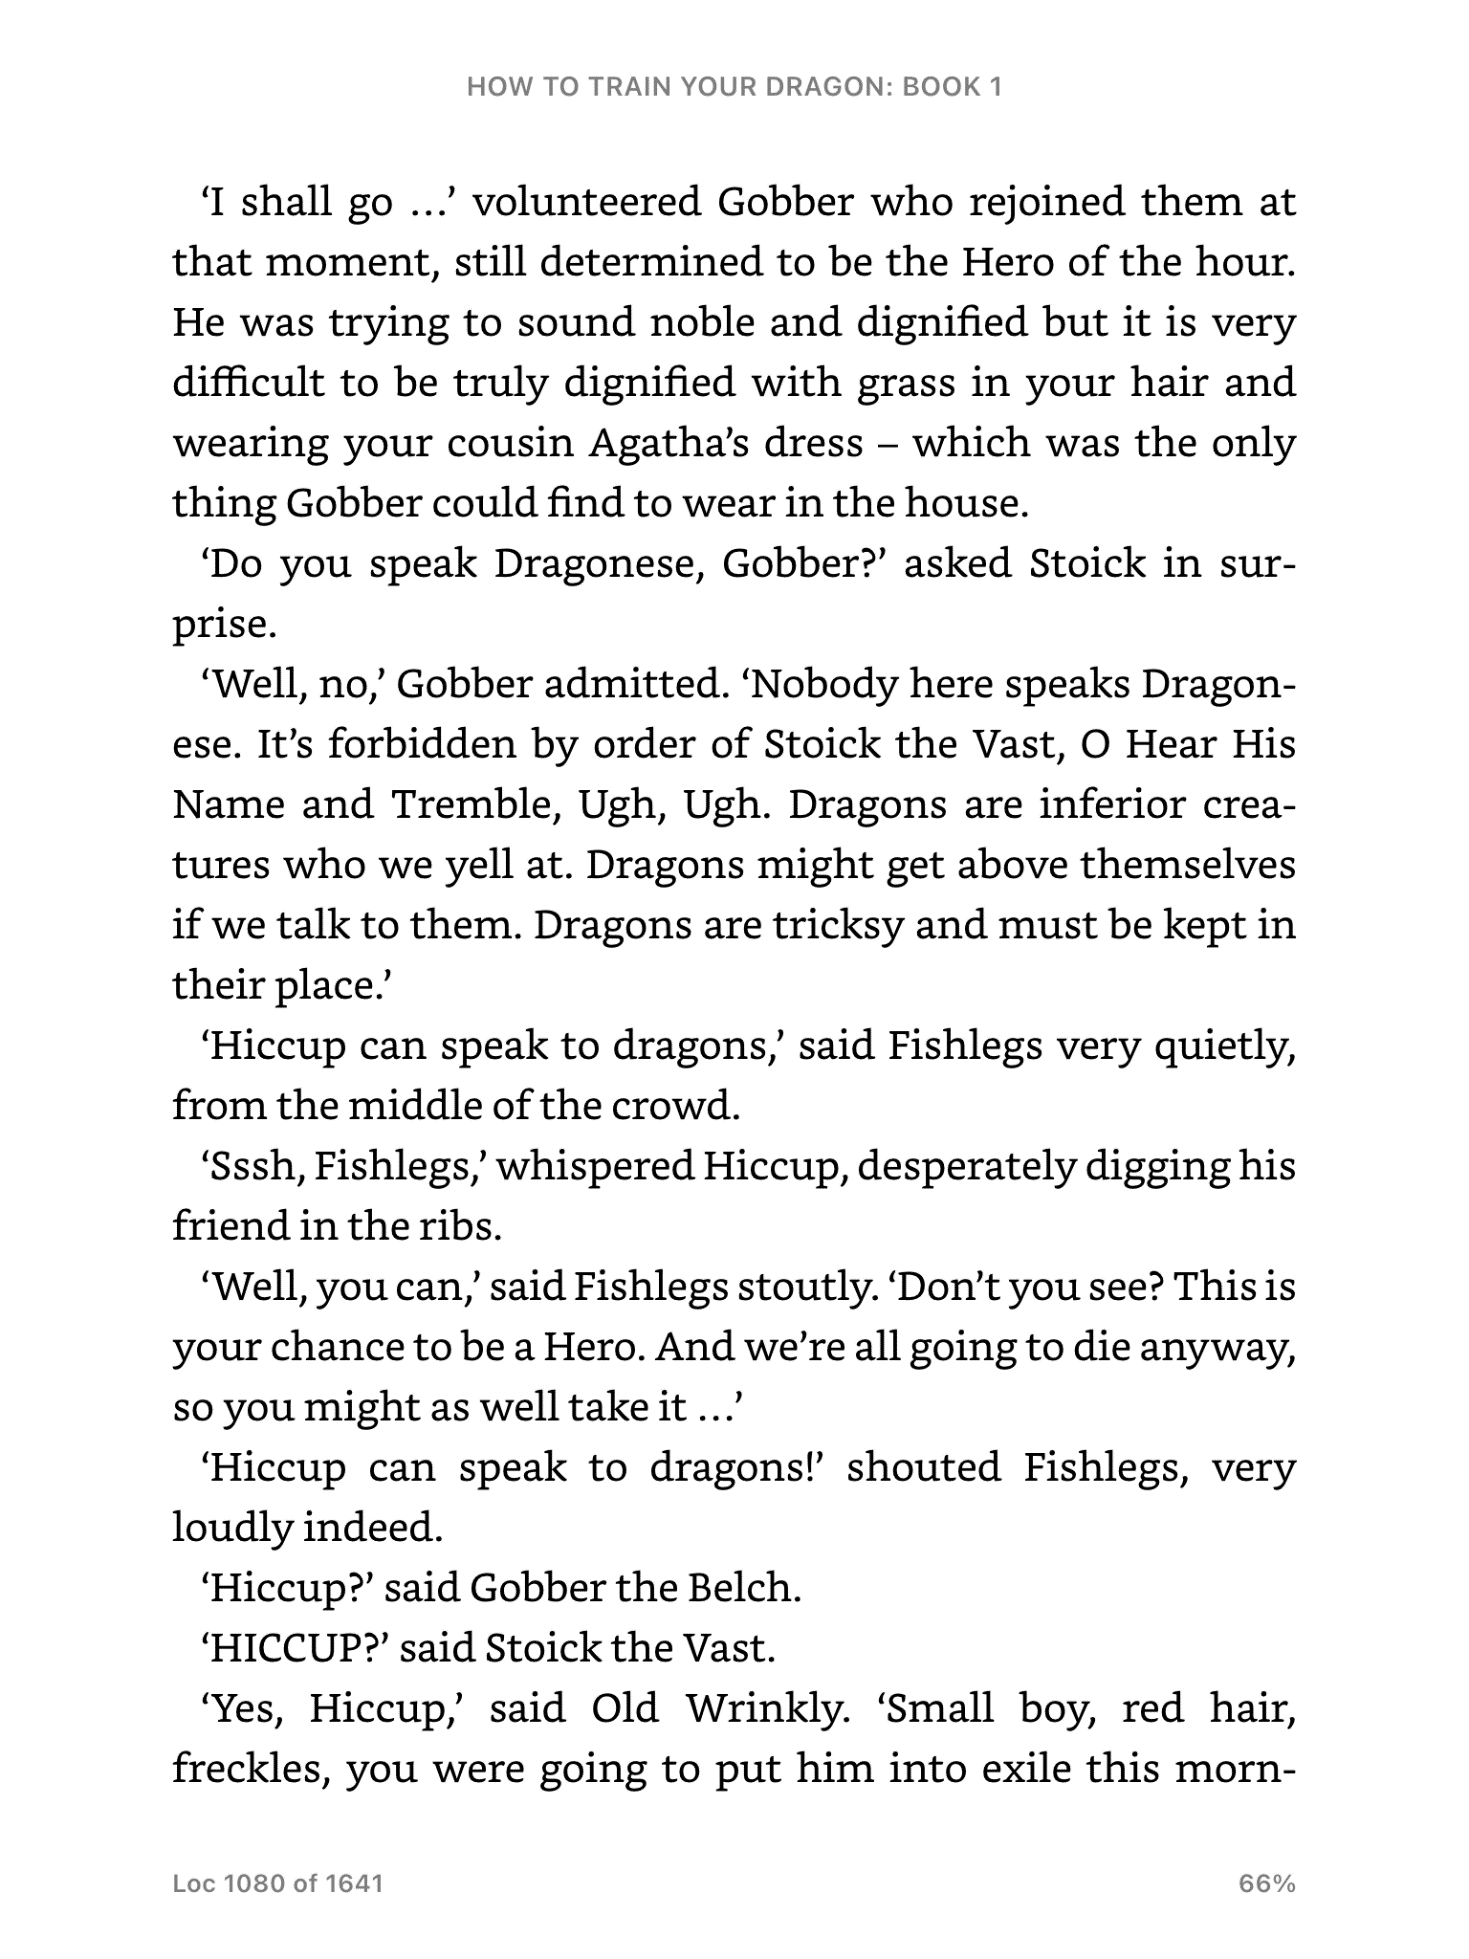 HOW TO TRAIN YOUR DRAGON: BOOK 1
‘I shall go …’ volunteered Gobber who rejoined them at
that moment, still determined to be the Hero of the hour.
He was trying to sound noble and dignified but it is very
difficult to be truly dignified with grass in your hair and
wearing your cousin Agatha’s dress – which was the only
thing Gobber could find to wear in the house.
‘Do you speak Dragonese, Gobber?’ asked Stoick in sur-
prise.
‘Well, no,’ Gobber admitted. ‘Nobody here speaks Dragon-
ese. It’s forbidden by order of Stoick the Vast, O Hear His
Name and Tremble, Ugh, Ugh. Dragons are inferior crea-
tures who we yell at. Dragons might get above themselves
if we talk to them. Dragons are tricksy and must be kept in
their place.’
‘Hiccup can speak to dragons,’ said Fishlegs very quietly,
from the middle of the crowd.
‘Sssh, Fishlegs,’ whispered Hiccup, desperately digging his
friend in the ribs.
‘Well, you can,’ said Fishlegs stoutly. ‘Don’t you see? This is
your chance to be a Hero. And we’re all going to die anyway,
so you might as well take it …’
‘Hiccup can speak to dragons!’ shouted Fishlegs, very
loudly indeed.
‘Hiccup?’ said Gobber the Belch.
‘HICCUP?’ said Stoick the Vast.
‘Yes, Hiccup,’ said Old Wrinkly. ‘Small boy, red hair,
freckles, you were going to put him into exile this morn-
Loc 1080 of 1641
66%